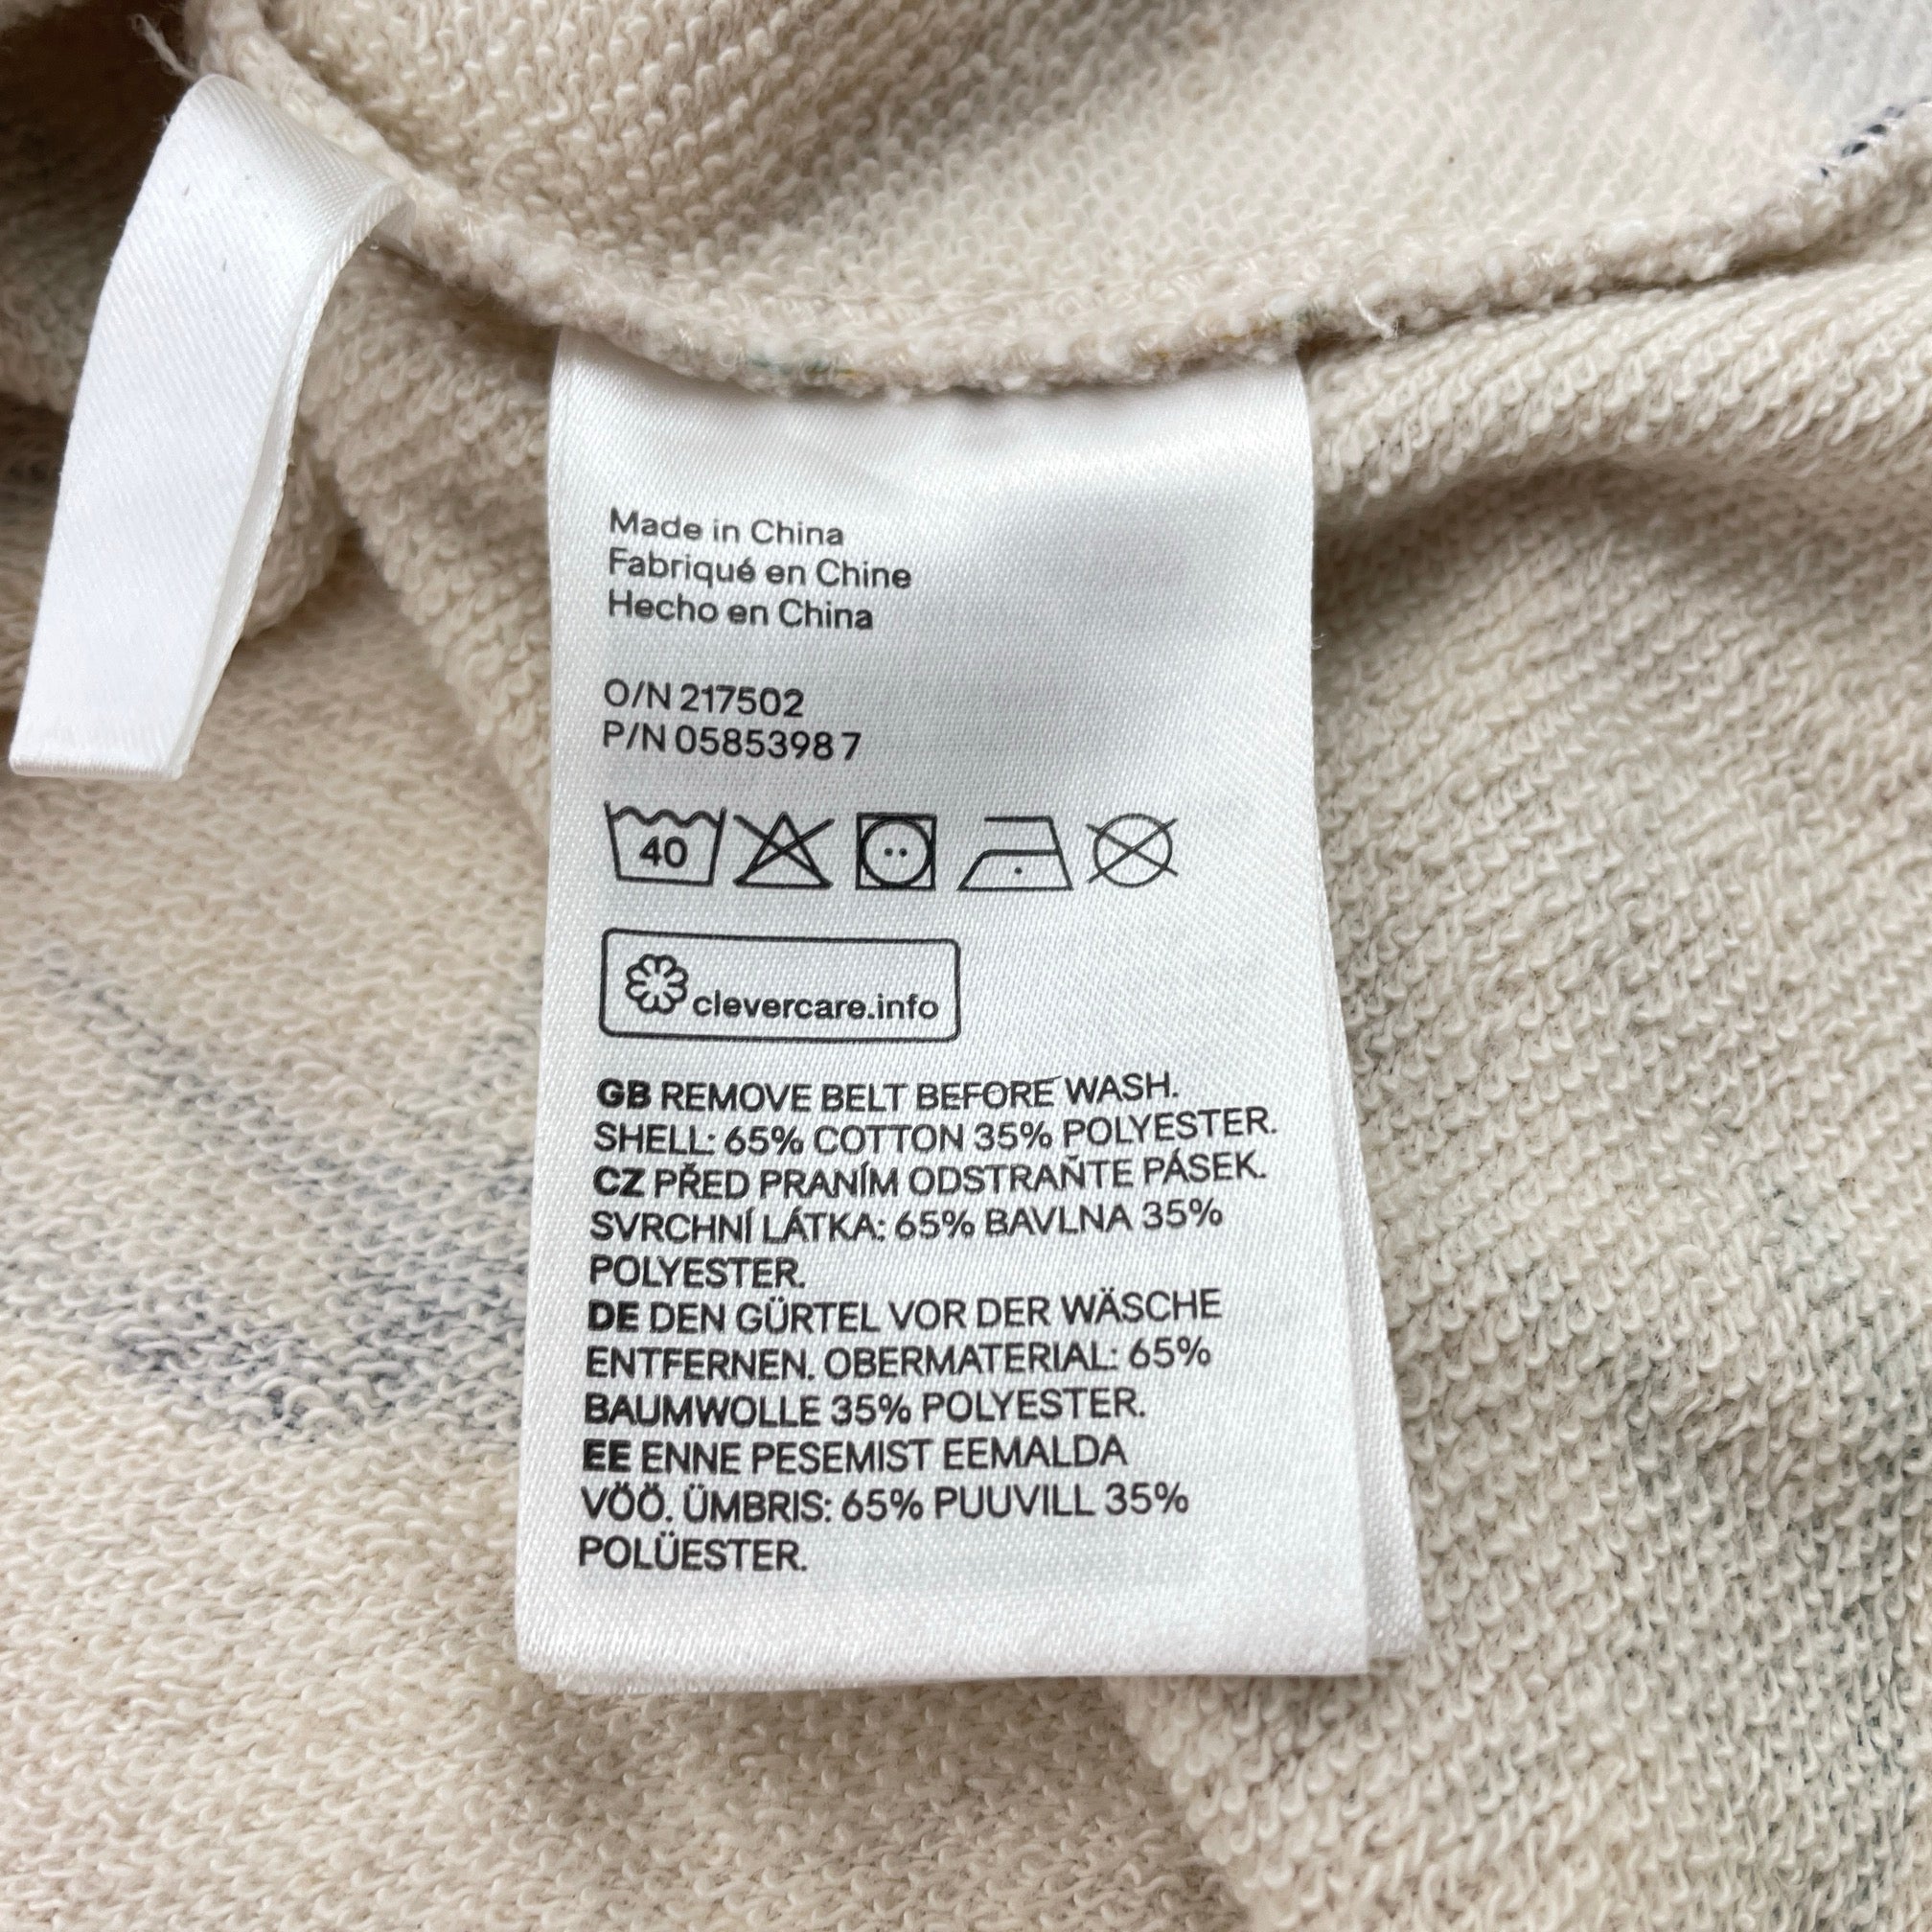 Made in China
Fabriqué en Chine
Hecho en China
O/N 217502
P/N 05853987
40
clevercare.info
GB REMOVE BELT BEFORE WASH.
SHELL: 65% COTTON 35% POLYESTER.
CZ PŘED PRANÍM ODSTRAŇTE PÁSEK.
SVRCHNÍ LÁTKA: 65% BAVLNA 35%
POLYESTER.
DE DEN GÜRTEL VOR DER WÄSCHE
ENTFERNEN. OBERMATERIAL: 65%
BAUMWOLLE 35% POLYESTER.
EE ENNE PESEMIST EEMALDA
VÖÖ. ÜMBRIS: 65% PUUVILL 35%
POLÜESTER.